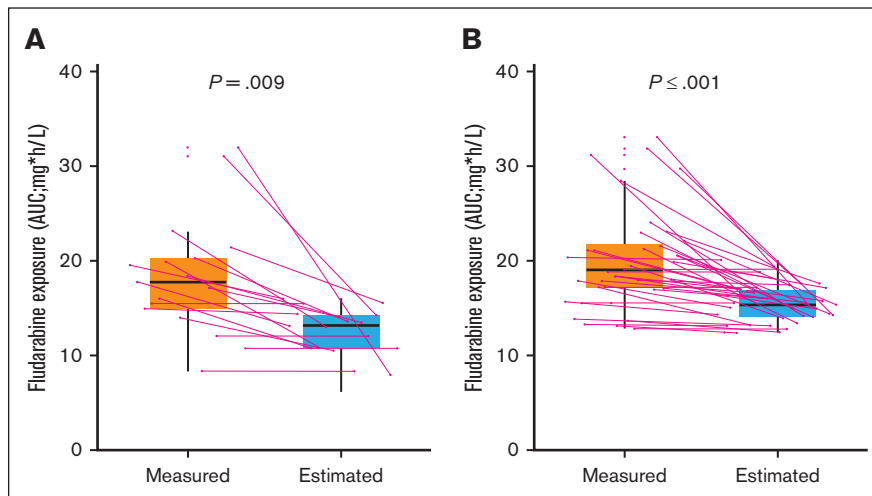 A
Fludarabine exposure (AUC;mg*h/L)
40
30
20
10
0
P = .009
Measured Estimated
B
Fludarabine exposure (AUC;mg*h/L)
40
30
20
10
0
P ≤ .001
Measured Estimated